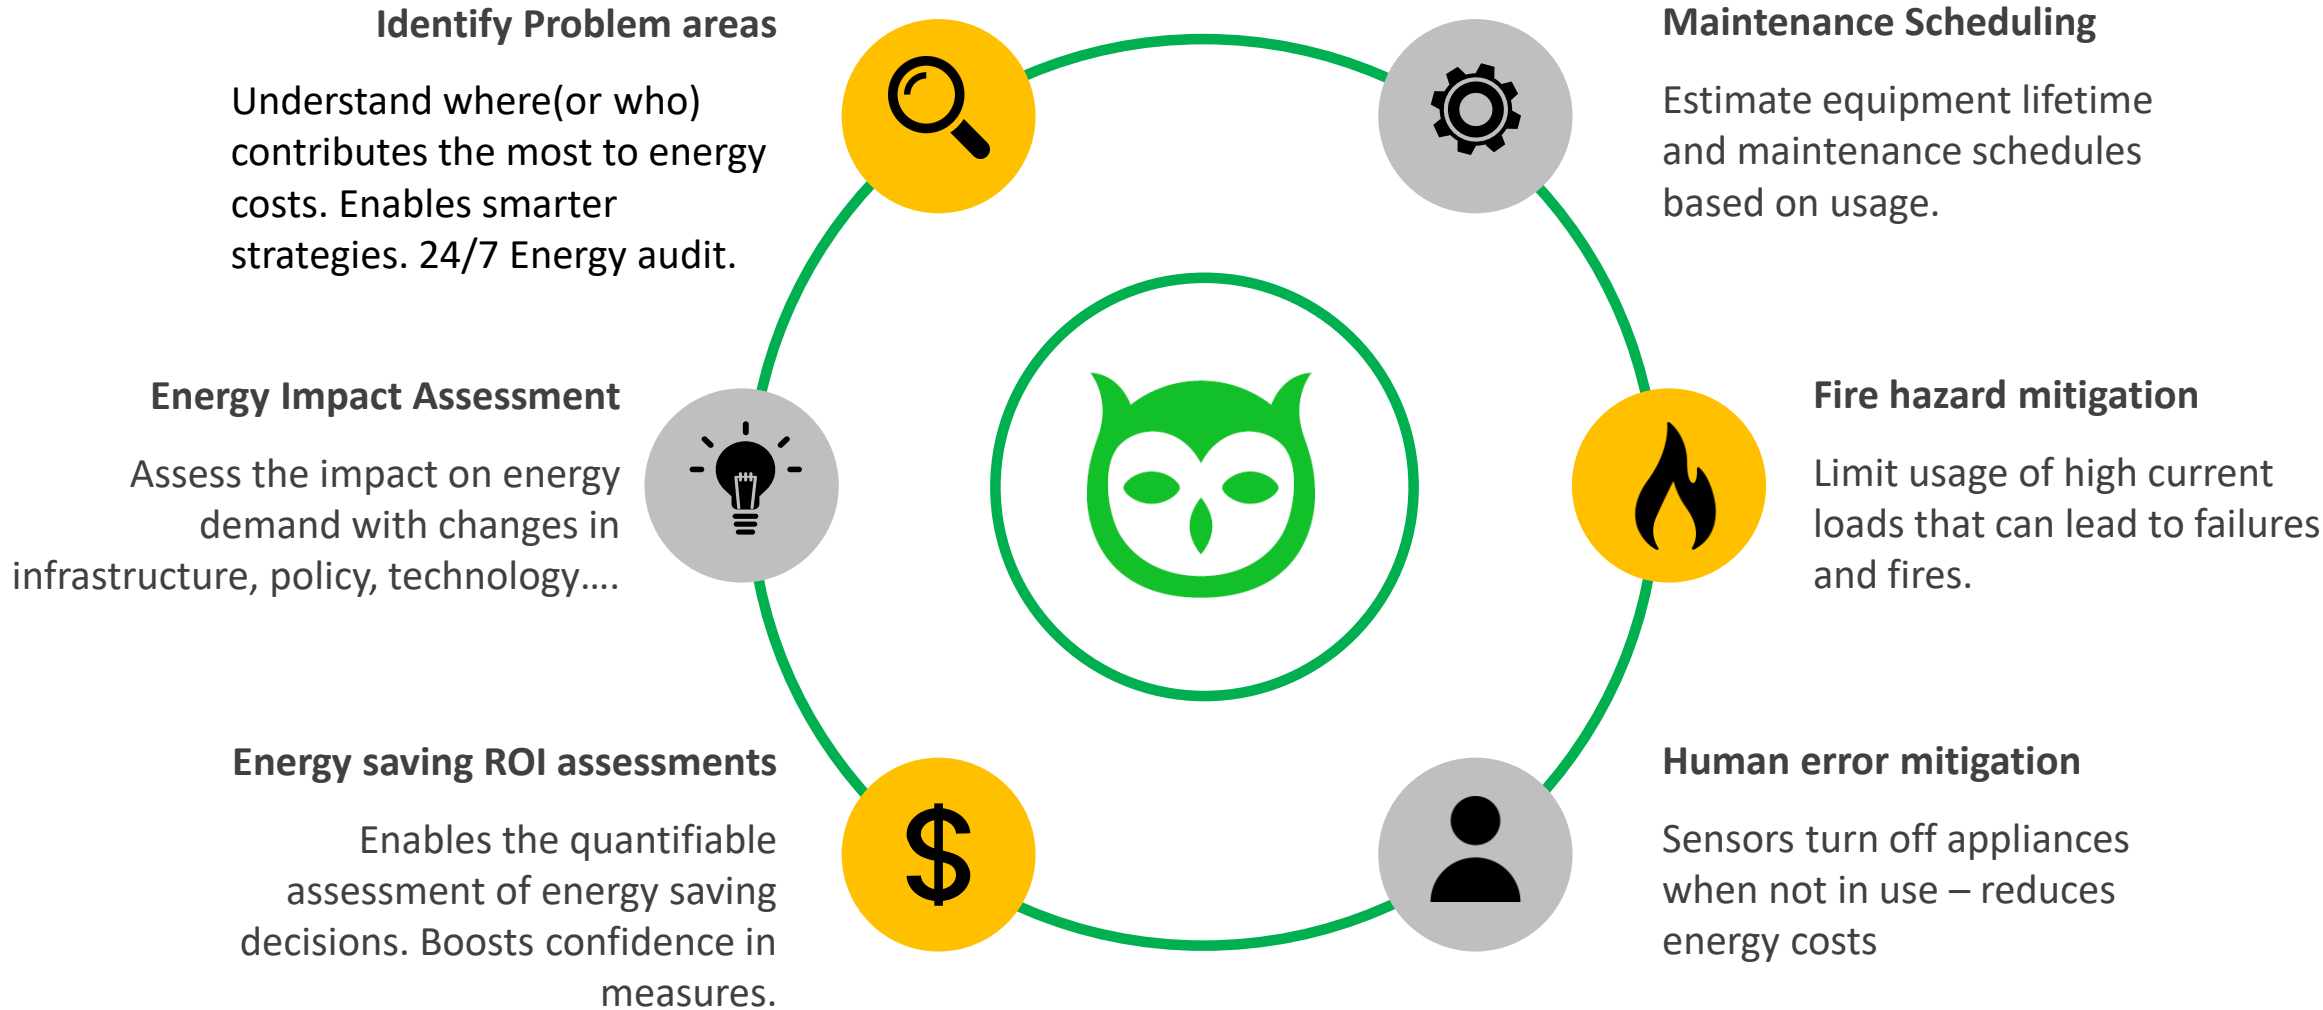 Identify Problem areas
Understand where(or who)
contributes the most to energy
costs. Enables smarter
strategies. 24/7 Energy audit.
Maintenance Scheduling
Estimate equipment lifetime
and maintenance schedules
based on usage.
Energy Impact Assessment
Assess the impact on energy
demand with changes in
infrastructure, policy, technology....
Fire hazard mitigation
Limit usage of high current
loads that can lead to failures
and fires.
Energy saving ROI assessments
Enables the quantifiable
assessment of energy saving
decisions. Boosts confidence in
measures.
$
Human error mitigation
Sensors turn off appliances
when not in use – reduces
energy costs